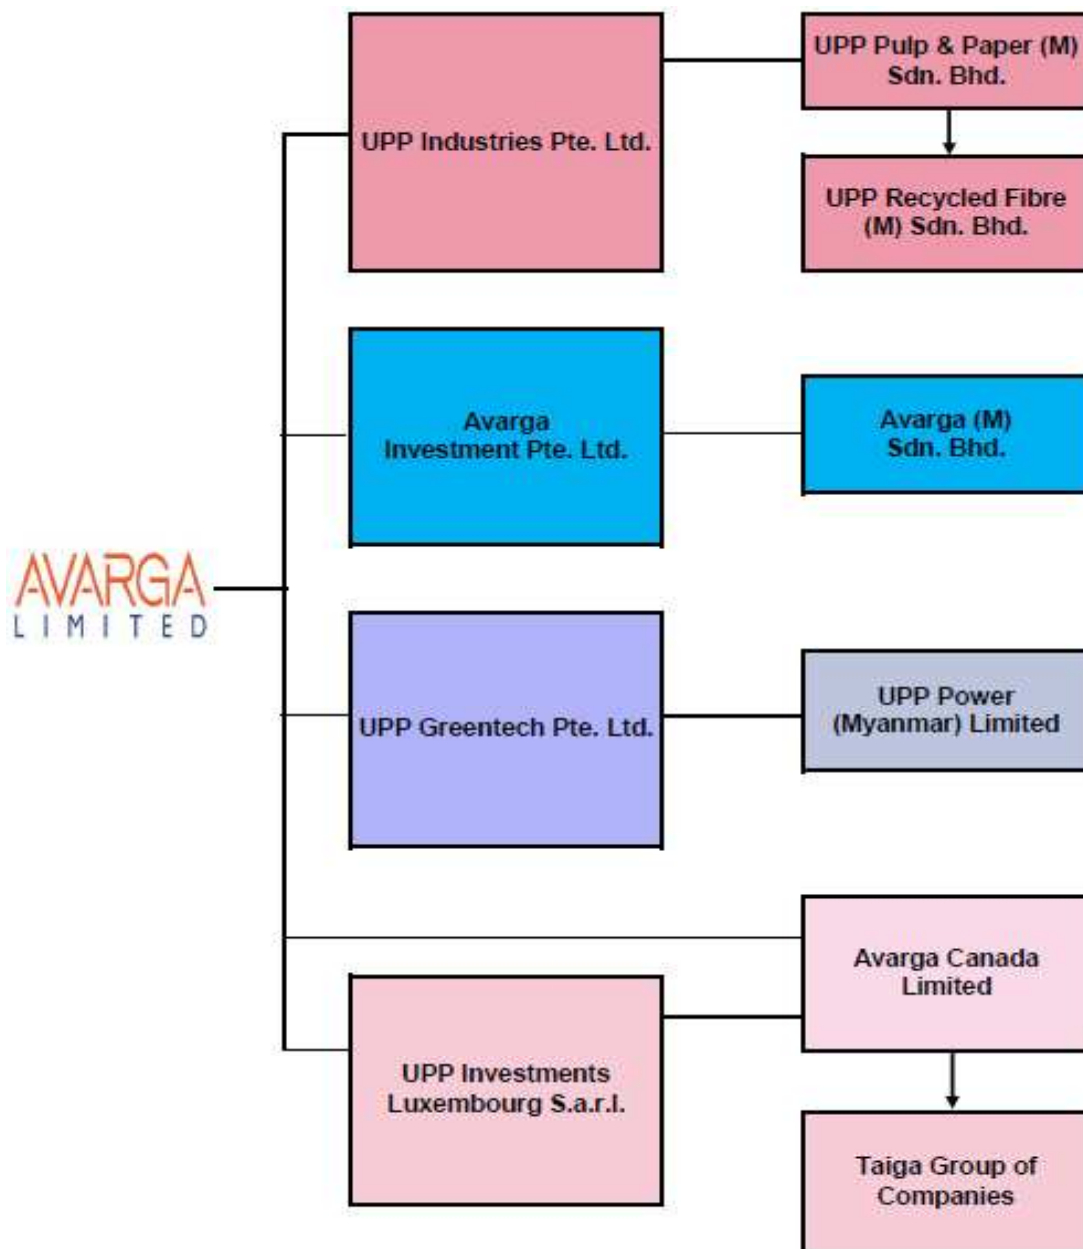 UPP Pulp & Paper (M)
Sdn. Bhd.
UPP Industries Pte. Ltd.
UPP Recycled Fibre
(M) Sdn. Bhd.
Avarga
Investment Pte. Ltd.
Avarga (M)
Sdn. Bhd.
AVARGA
LIMITED
UPP Greentech Pte. Ltd.
UPP Power
(Myanmar) Limited
Avarga Canada
Limited
UPP Investments
Luxembourg S.a.r.l.
Taiga Group of
Companies